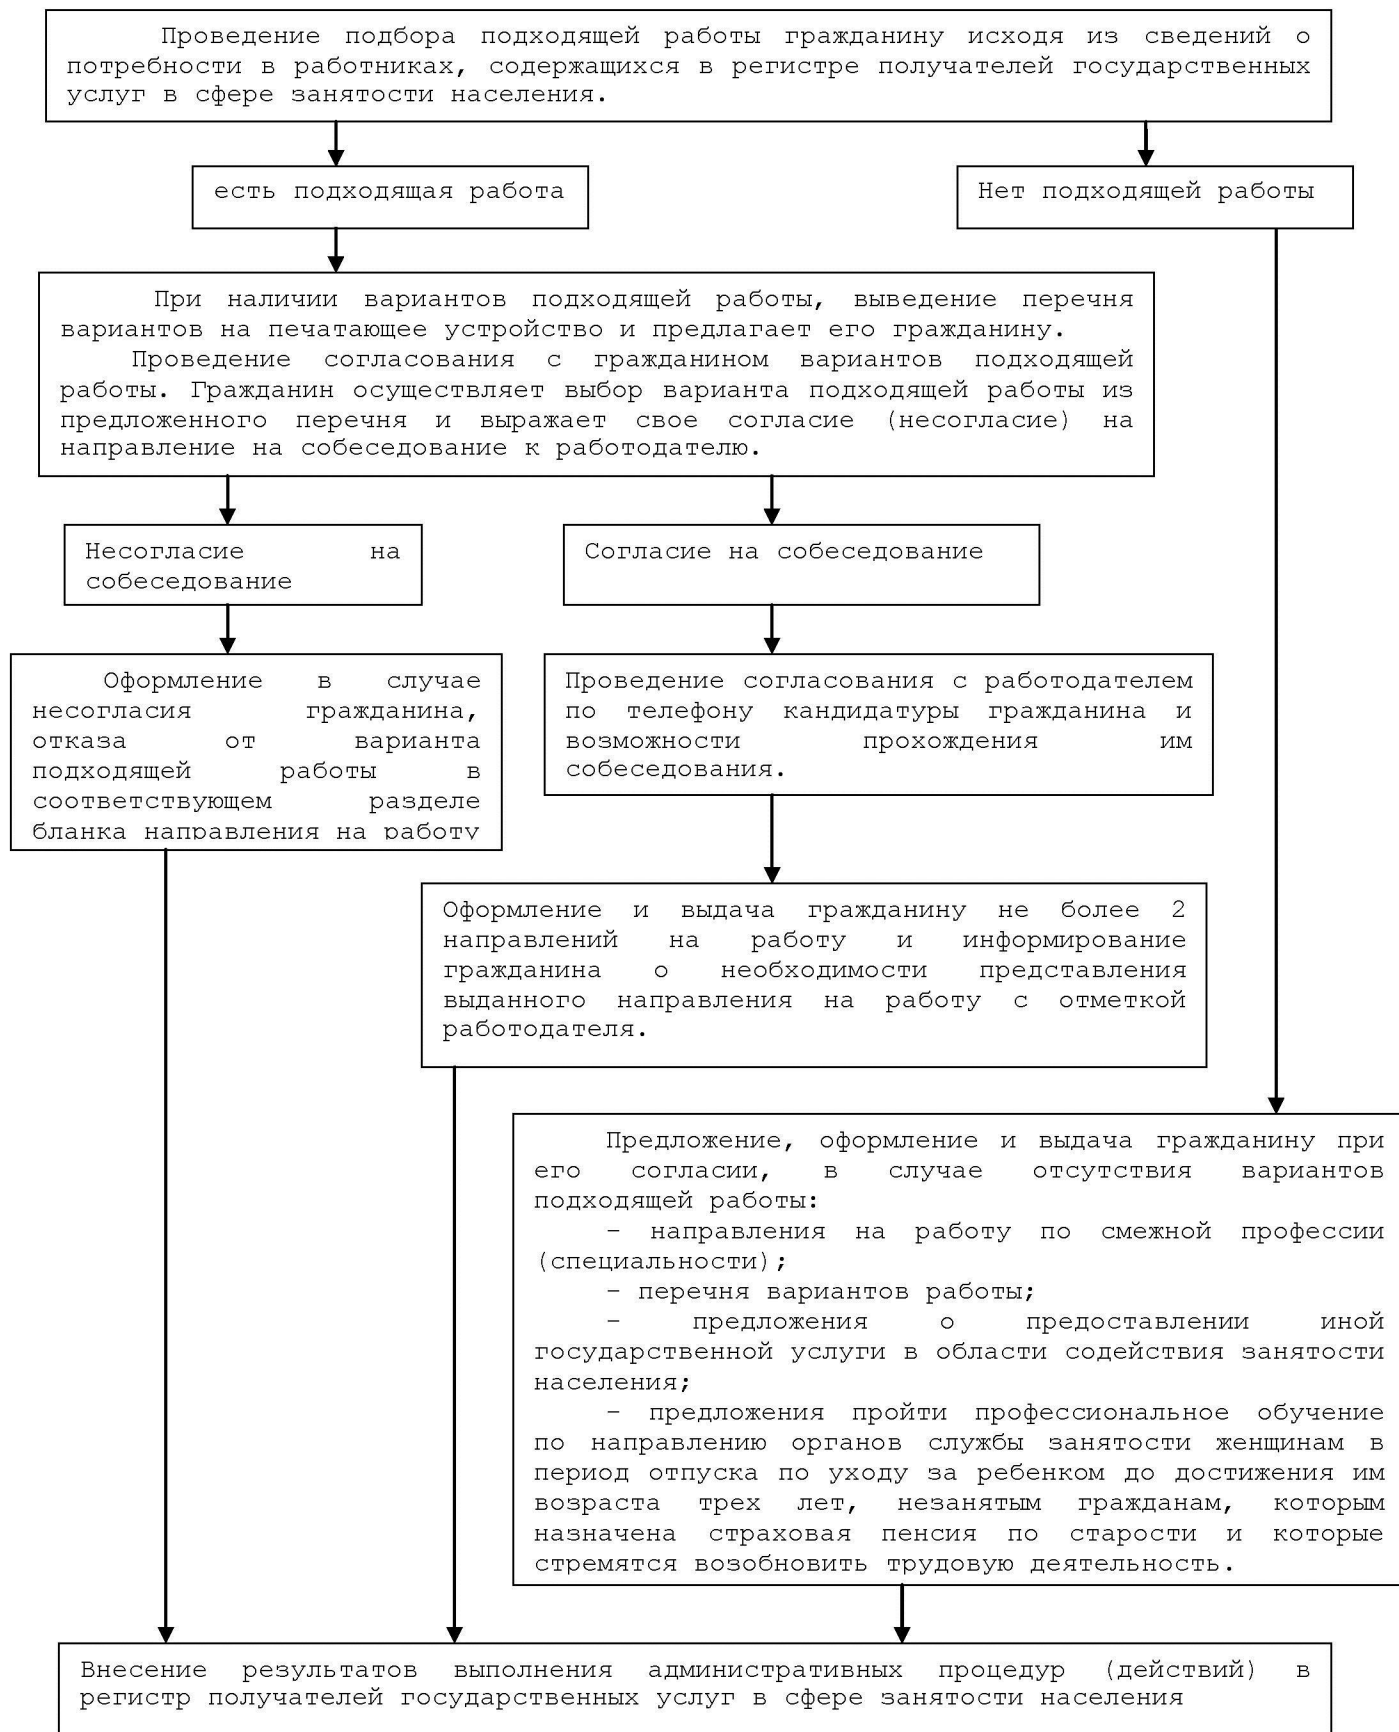 Проведение подбора подходящей работы гражданину исходя из сведений о
потребности в работниках, содержащихся в регистре получателей государственных
услуг в сфере занятости населения.
есть подходящая работа
Нет подходящей работы
При наличии вариантов подходящей работы, выведение перечня
вариантов на печатающее устройство и предлагает его гражданину.
Проведение согласования с гражданином вариантов подходящей
работы. Гражданин осуществляет выбор варианта подходящей работы из
предложенного перечня и выражает свое согласие (несогласие) на
направление на собеседование к работодателю.
Несогласие на
собеседование
Согласие на собеседование
Оформление в случае
несогласия гражданина,
отказа от варианта
подходящей работы в
соответствующем разделе
бланка направления на работу
Проведение согласования с работодателем
по телефону кандидатуры гражданина и
возможности прохождения им
собеседования.
Оформление и выдача гражданину не более 2
направлений на работу и информирование
гражданина о необходимости представления
выданного направления на работу с отметкой
работодателя.
Предложение, оформление и выдача гражданину при
его согласии, в случае отсутствия вариантов
подходящей работы:
- направления на работу по смежной профессии
(специальности);
- перечня вариантов работы;
- предложения о предоставлении иной
государственной услуги в области содействия занятости
населения;
- предложения пройти профессиональное обучение
по направлению органов службы занятости женщинам в
период отпуска по уходу за ребенком до достижения им
возраста трех лет, незанятым гражданам, которым
назначена страховая пенсия по старости и которые
стремятся возобновить трудовую деятельность.
Внесение результатов выполнения административных процедур (действий) в
регистр получателей государственных услуг в сфере занятости населения